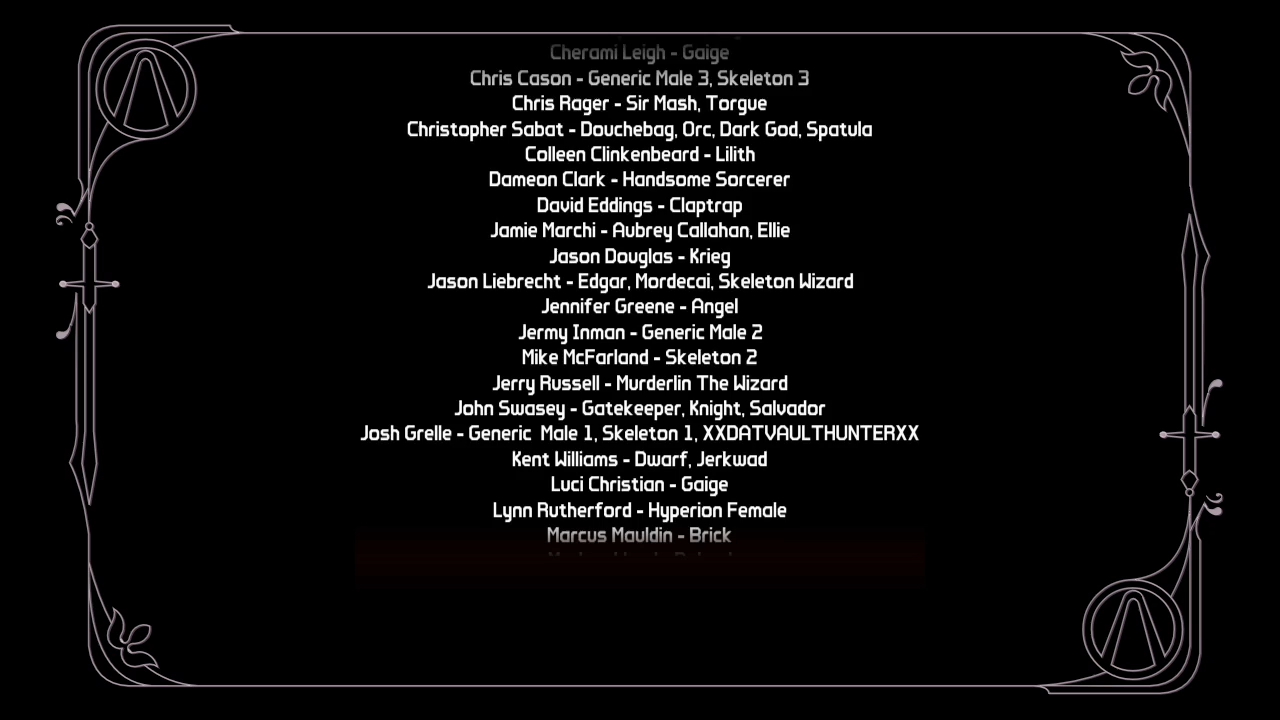 Cherami Leigh - Gaige
Chris Cason - Generic Male 3, Skeleton 3
Chris Rager - Sir Mash, Torgue
Christopher Sabat - Douchebag, Orc, Dark God, Spatula
Colleen Clinkenbeard - Lilith
Dameon Clark - Handsome Sorcerer
David Eddings - Claptrap
Jamie Marchi - Aubrey Callahan, Ellie
Jason Douglas - Krieg
Jason Liebrecht - Edgar, Mordecai, Skeleton Wizard
Jennifer Greene - Angel
Jermy Inman - Generic Male 2
Mike McFarland - Skeleton 2
Jerry Russell - Murderlin The Wizard
John Swasey - Gatekeeper, Knight, Salvador
Josh Grelle - Generic  Male 1, Skeleton 1, XXDATVAULTHUNTERXX
Kent Williams - Dwarf, Jerkwad
Luci Christian - Gaige
Lynn Rutherford - Hyperion Female
Marcus Mauldin - Brick